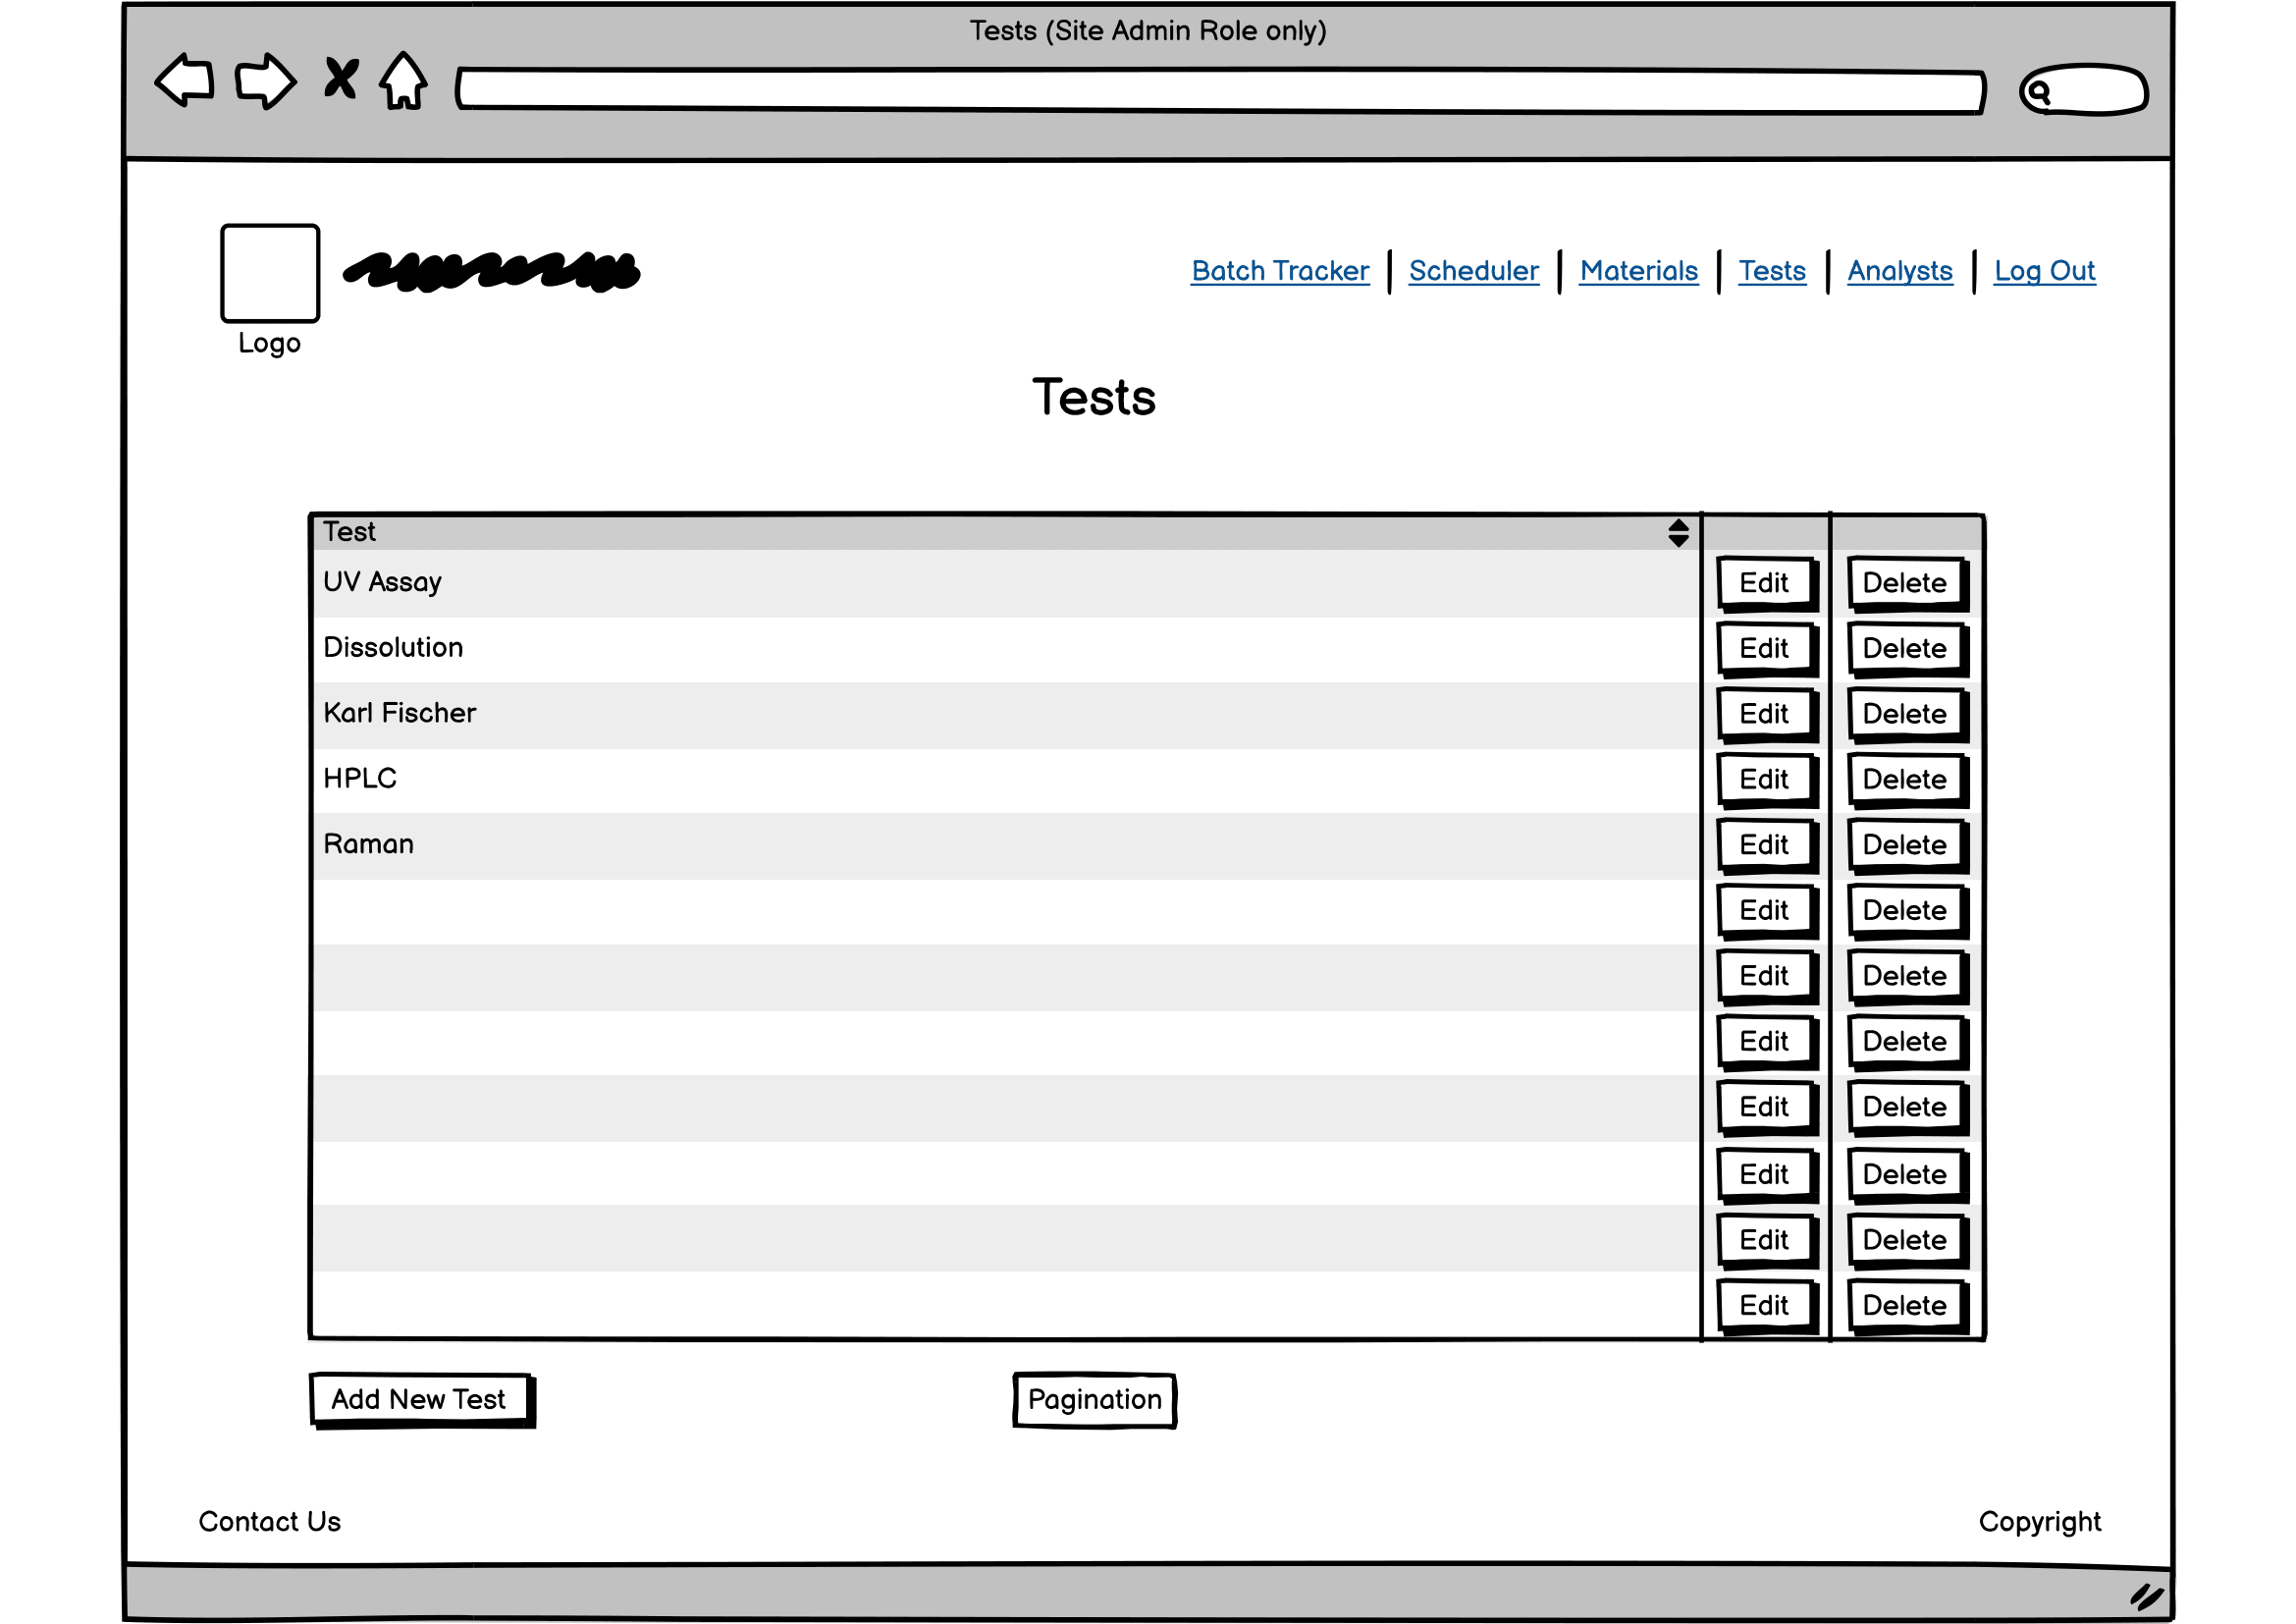 Tests (Site Admin Role only)
Batch Tracker Scheduler Materials Tests Analysts Log Out
Logo
Tests
Test
UV Assay Edit Delete
Dissolution Edit Delete
Karl Fischer Edit Delete
HPLC Edit Delete
Raman Edit Delete
Edit Delete
Edit Delete
Edit Delete
Edit Delete
Edit Delete
Edit Delete
Edit Delete
Add New Test Pagination
Contact Us Copyright